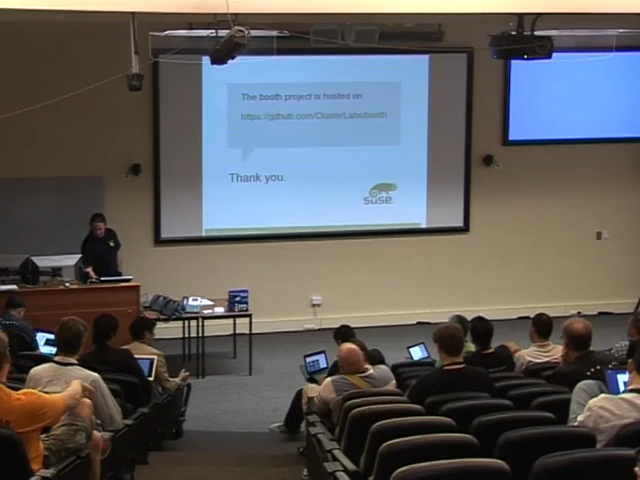 The booth project is hosted on:
https://github.com/ClusterLabs/booth
Thank you.
SUSE